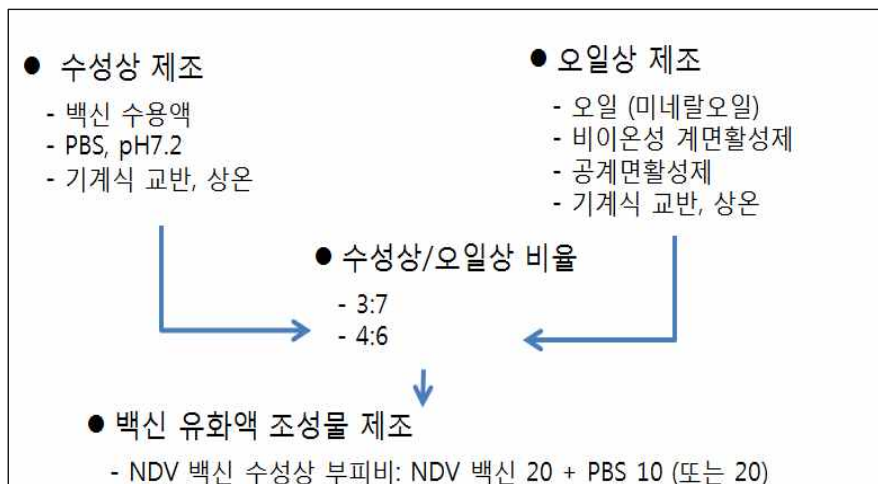 ● 수성상 제조
- 백신 수용액
- PBS, pH7.2
- 기계식 교반, 상온
● 오일상 제조
- 오일 (미네랄오일)
- 비이온성 계면활성제
- 공계면활성제
- 기계식 교반, 상온
● 수성상/오일상 비율
- 3:7
- 4:6
● 백신 유화액 조성물 제조
- NDV 백신 수성상 부피비: NDV 백신 20 + PBS 10 (또는 20)